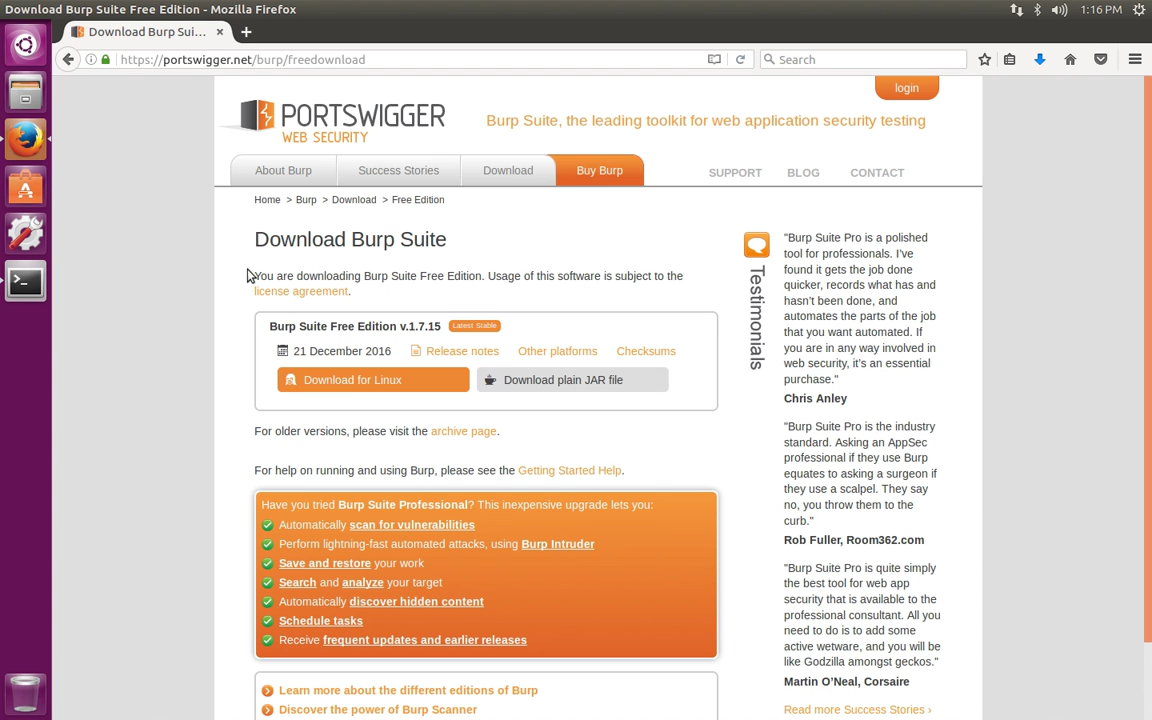 Download Burp Suite Free Edition - Mozilla Firefox
1:16 PM
Download Burp Sui...
https://portswigger.net/burp/freedownload
Search
login
PORTSWIGGER
WEB SECURITY
Burp Suite, the leading toolkit for web application security testing
About Burp
Success Stories
Download
Buy Burp
SUPPORT
BLOG
CONTACT
Home > Burp > Download > Free Edition
Download Burp Suite
You are downloading Burp Suite Free Edition. Usage of this software is subject to the
license agreement.
Burp Suite Free Edition v.1.7.15 Latest Stable
21 December 2016 Release notes Other platforms Checksums
Download for Linux
Download plain JAR file
For older versions, please visit the archive page.
For help on running and using Burp, please see the Getting Started Help.
Have you tried Burp Suite Professional? This inexpensive upgrade lets you:
Automatically scan for vulnerabilities
Perform lightning-fast automated attacks, using Burp Intruder
Save and restore your work
Search and analyze your target
Automatically discover hidden content
Schedule tasks
Receive frequent updates and earlier releases
Learn more about the different editions of Burp
Discover the power of Burp Scanner
Testimonials
"Burp Suite Pro is a polished
tool for professionals. I've
found it gets the job done
quicker, records what has and
hasn't been done, and
automates the parts of the job
that you want automated. If
you are in any way involved in
web security, it's an essential
purchase."
Chris Anley
"Burp Suite Pro is the industry
standard. Asking an AppSec
professional if they use Burp
equates to asking a surgeon if
they use a scalpel. They say
no, you throw them to the
curb."
Rob Fuller, Room362.com
"Burp Suite Pro is quite simply
the best tool for web app
security that is available to the
professional consultant. All you
need to do is to add some
active wetware, and you will be
like Godzilla amongst geckos."
Martin O'Neal, Corsaire
Read more Success Stories ›